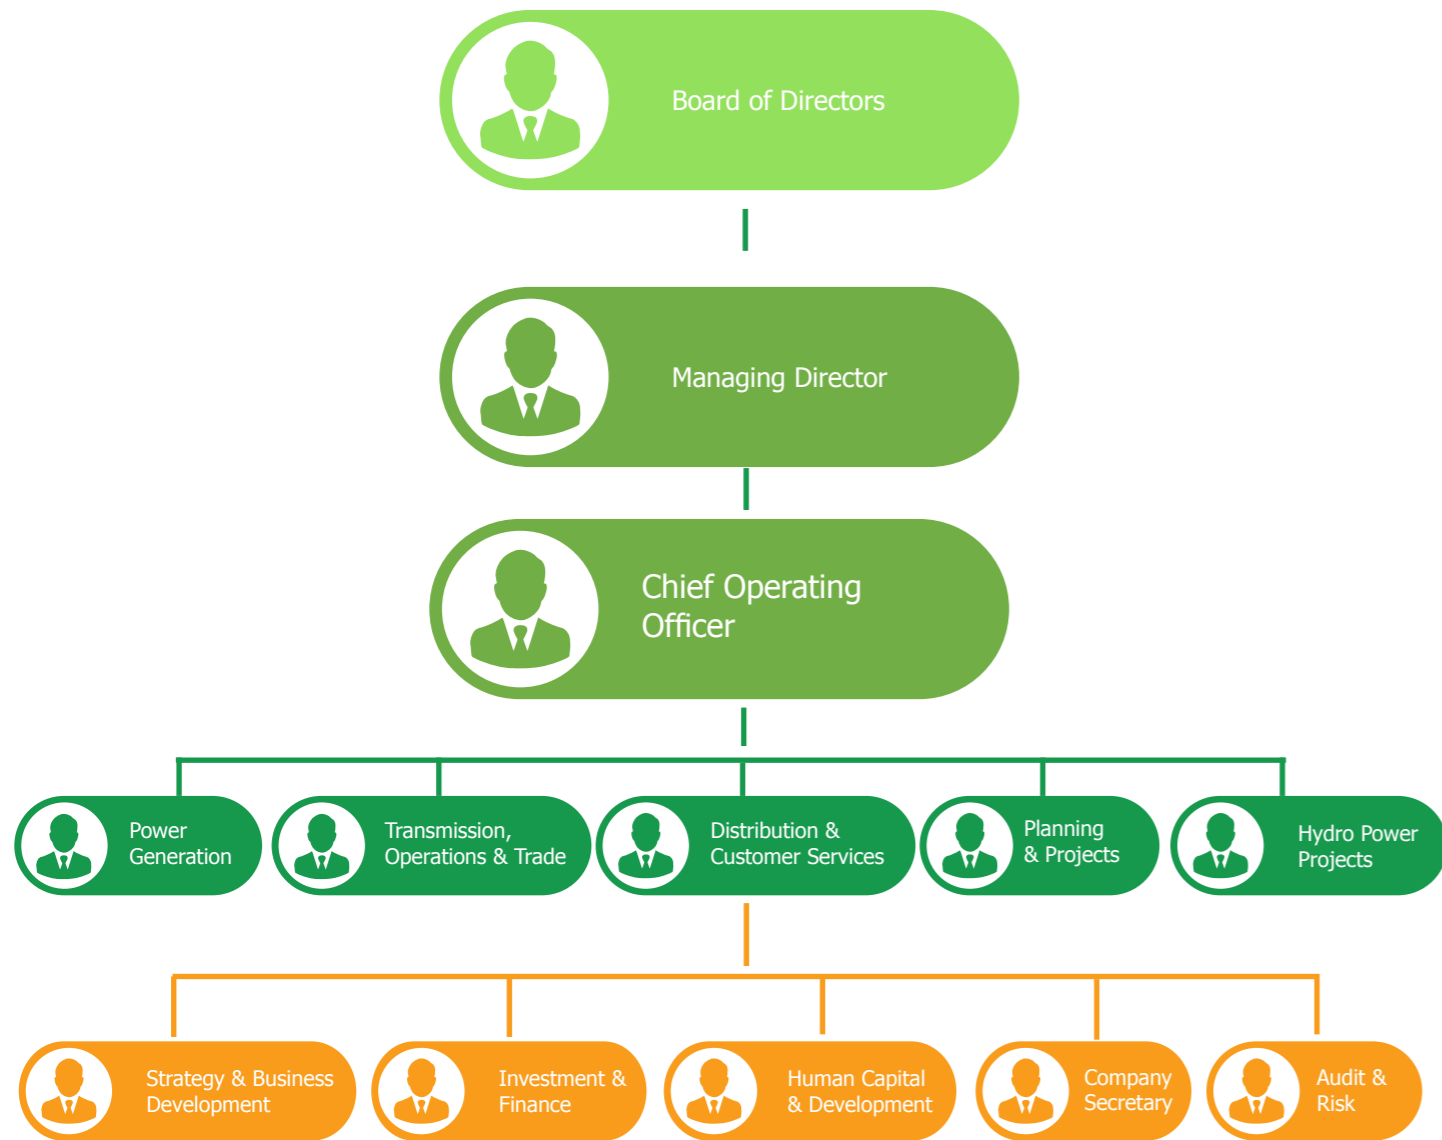 Board of Directors
Managing Director
Chief Operating
Officer
Power
Generation
Transmission,
Operations & Trade
Distribution &
Customer Services
Planning
& Projects
Hydro Power
Projects
Strategy & Business
Development
Investment &
Finance
Human Capital
& Development
Company
Secretary
Audit &
Risk